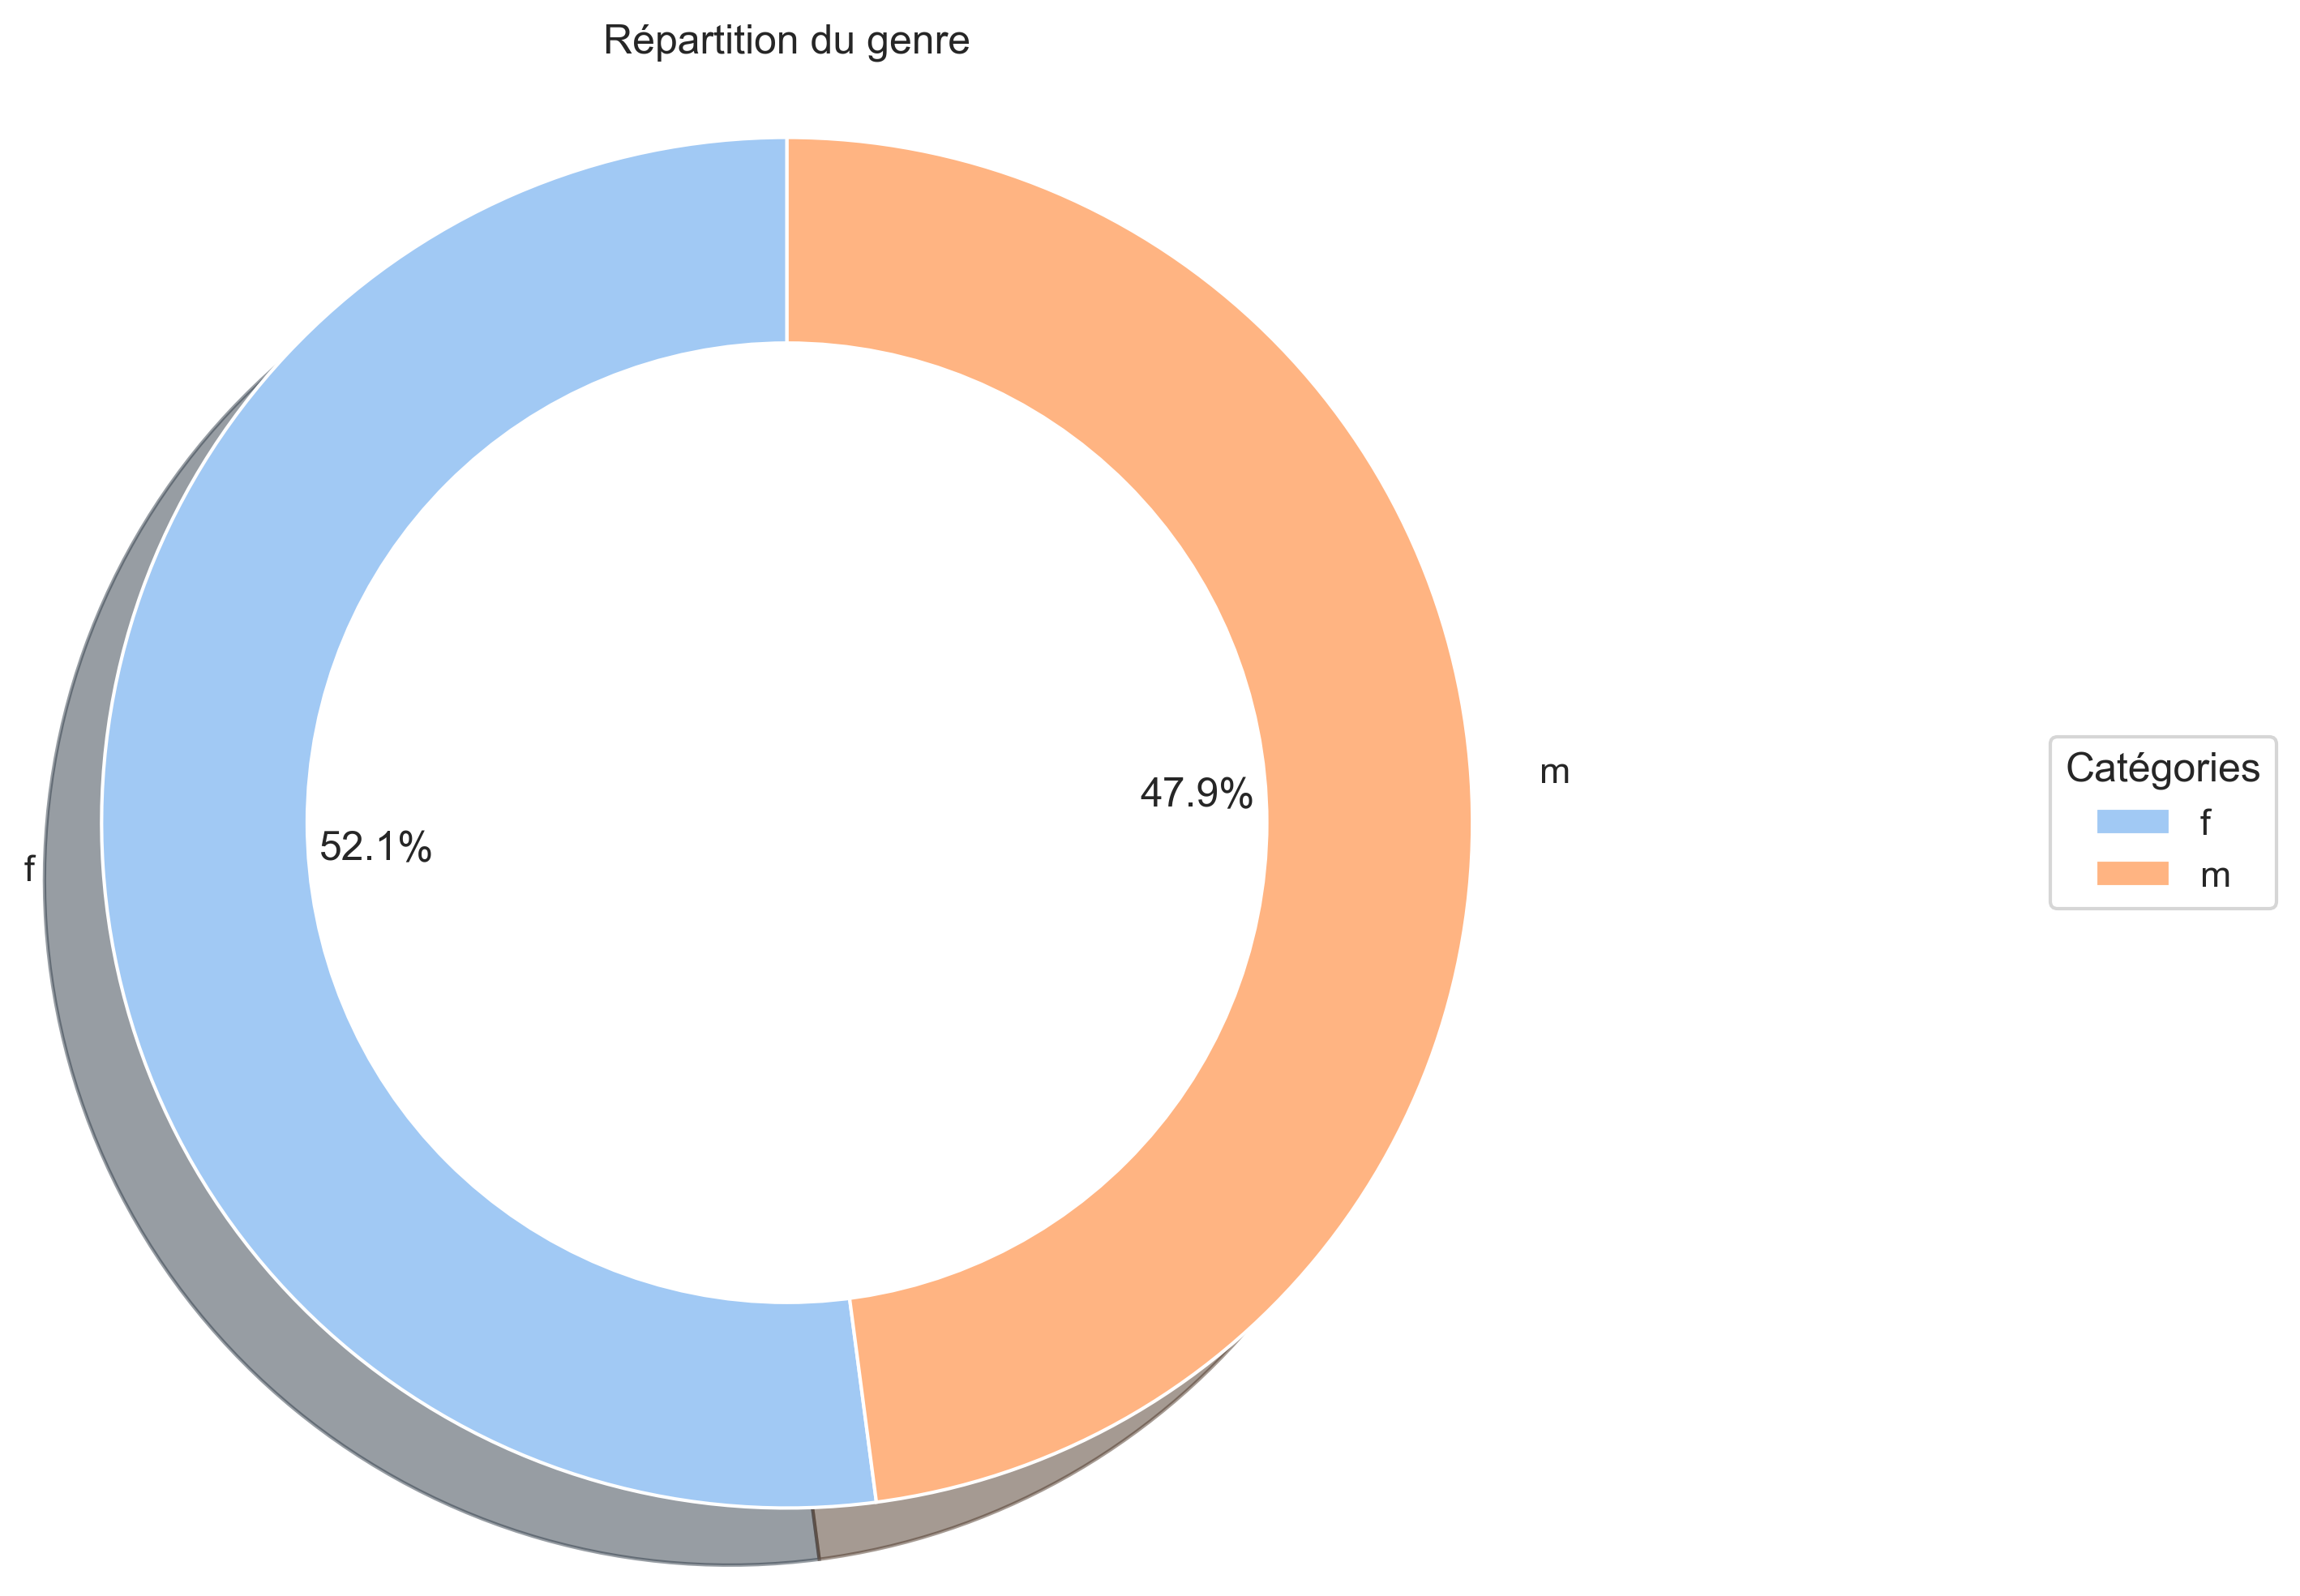 Répartition du genre
f
52.1%
47.9%
m
Catégories
f
m